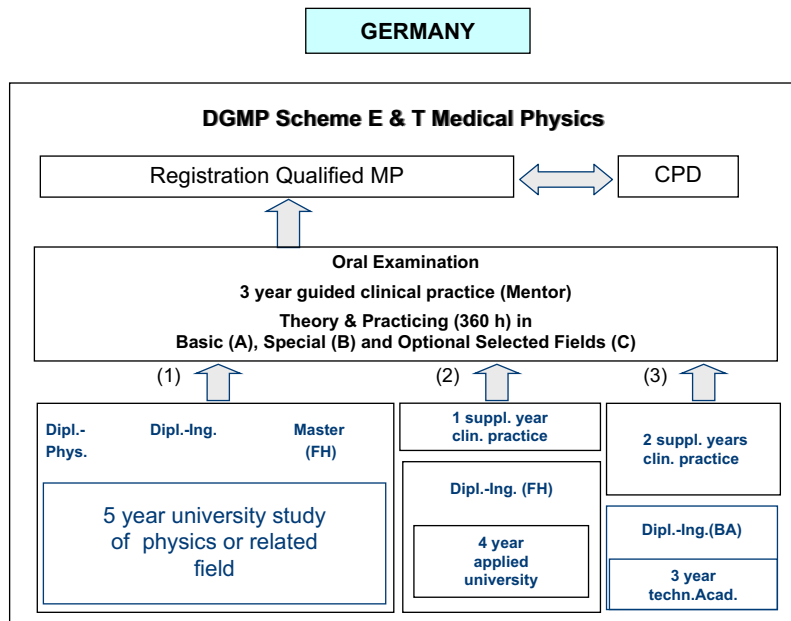 GERMANY
DGMP Scheme E & T Medical Physics
Registration Qualified MP
CPD
Oral Examination
3 year guided clinical practice (Mentor)
Theory & Practicing (360 h) in
Basic (A), Special (B) and Optional Selected Fields (C)
(1)
(2)
(3)
Dipl.-
Phys.
Dipl.-Ing.
Master
(FH)
5 year university study
of physics or related
field
1 suppl. year
clin. practice
Dipl.-Ing. (FH)
4 year
applied
university
2 suppl. years
clin. practice
Dipl.-Ing.(BA)
3 year
techn.Acad.